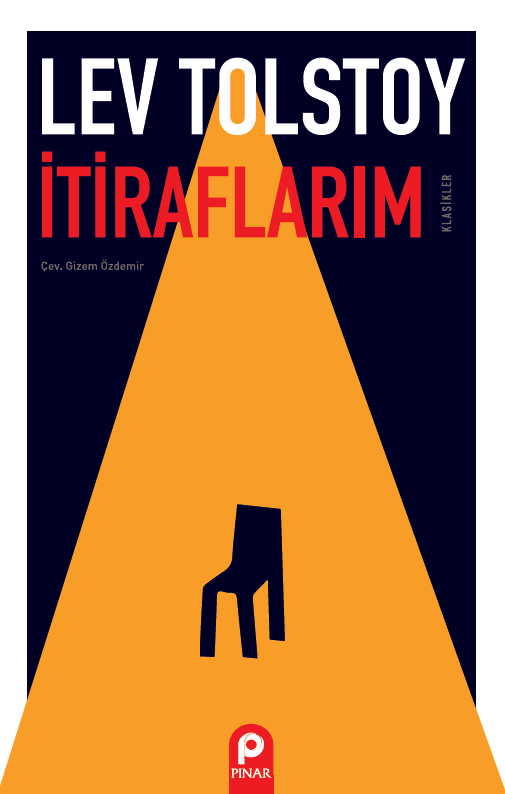 LEV TOLSTOY
İTİRAFLARIM
KLASİKLER
Çev. Gizem Özdemir
PINAR